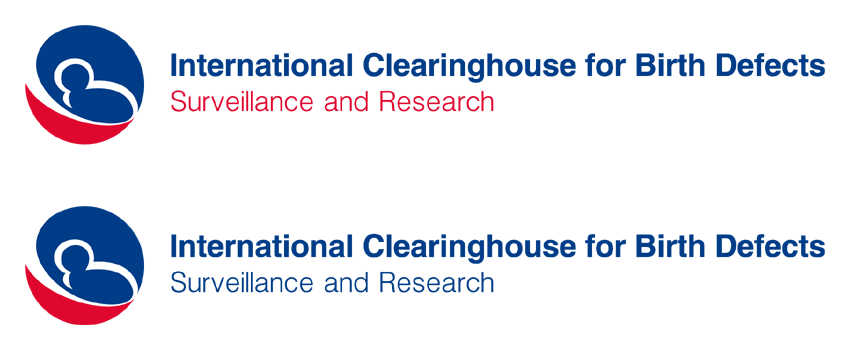 International Clearinghouse for Birth Defects
Surveillance and Research
International Clearinghouse for Birth Defects
Surveillance and Research